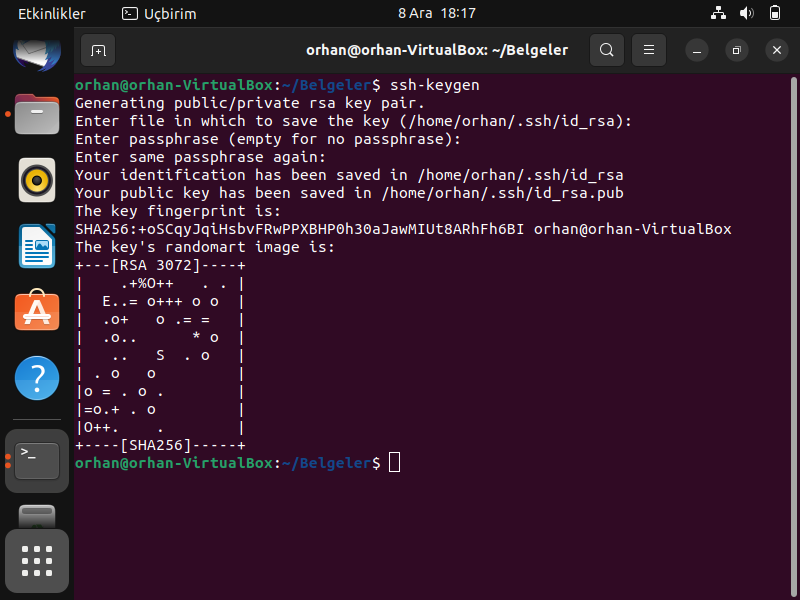 Etkinlikler
Uçbirim
8 Ara 18:17
orhan@orhan-VirtualBox: ~/Belgeler
orhan@orhan-VirtualBox:~/Belgeler$ ssh-keygen
Generating public/private rsa key pair.
Enter file in which to save the key (/home/orhan/.ssh/id_rsa):
Enter passphrase (empty for no passphrase):
Enter same passphrase again:
Your identification has been saved in /home/orhan/.ssh/id_rsa
Your public key has been saved in /home/orhan/.ssh/id_rsa.pub
The key fingerprint is:
SHA256:+oSCqyJqiHsbvFRwPPXBHP0h30aJawMIUt8ARhFh6BI orhan@orhan-VirtualBox
The key's randomart image is:
+---[RSA 3072]----+
|    .+%O++   . . |
|  E..= o+++ o o  |
|  .o+   o .= =   |
|  .o..      * o  |
|   ..   S  . o   |
| . o   o         |
|o = . o .        |
|=o.+ . o         |
|O++.    .        |
+----[SHA256]-----+
orhan@orhan-VirtualBox:~/Belgeler$